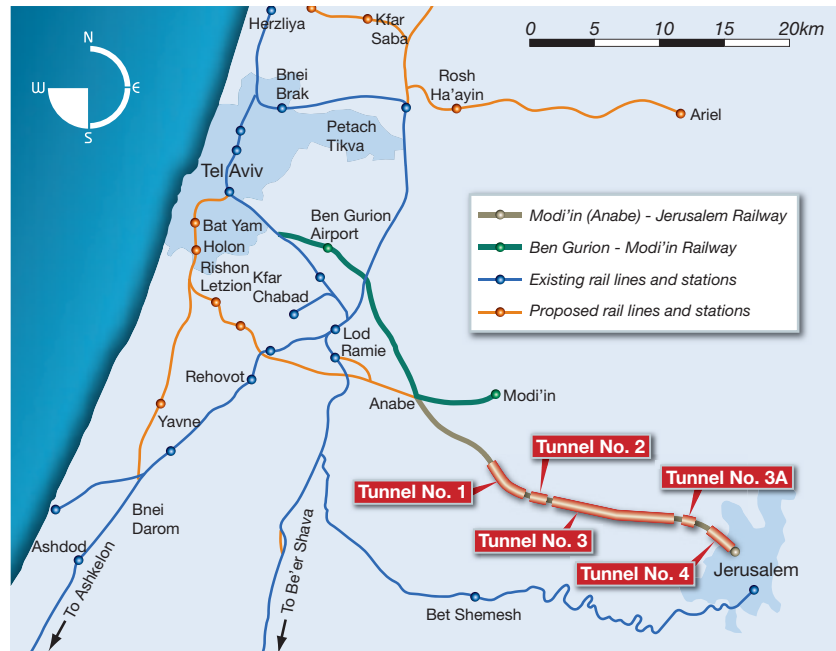 Herzliya
Kfar
Saba
0 5 10 15 20km
N
W
E
S
Bnei
Brak
Rosh
Ha'ayin
Ariel
Petach
Tikva
Tel Aviv
Bat Yam
Holon
Ben Gurion
Airport
Rishon
Letzion
Kfar
Chabad
Modi'in (Anabe) - Jerusalem Railway
Ben Gurion - Modi'in Railway
Existing rail lines and stations
Proposed rail lines and stations
Lod
Ramie
Rehovot
Anabe
Modi'in
Yavne
Tunnel No. 1
Tunnel No. 2
Tunnel No. 3A
Tunnel No. 3
Tunnel No. 4
Bnei
Darom
Ashdod
Jerusalem
Bet Shemesh
To Ashkelon
To Be'er Shava